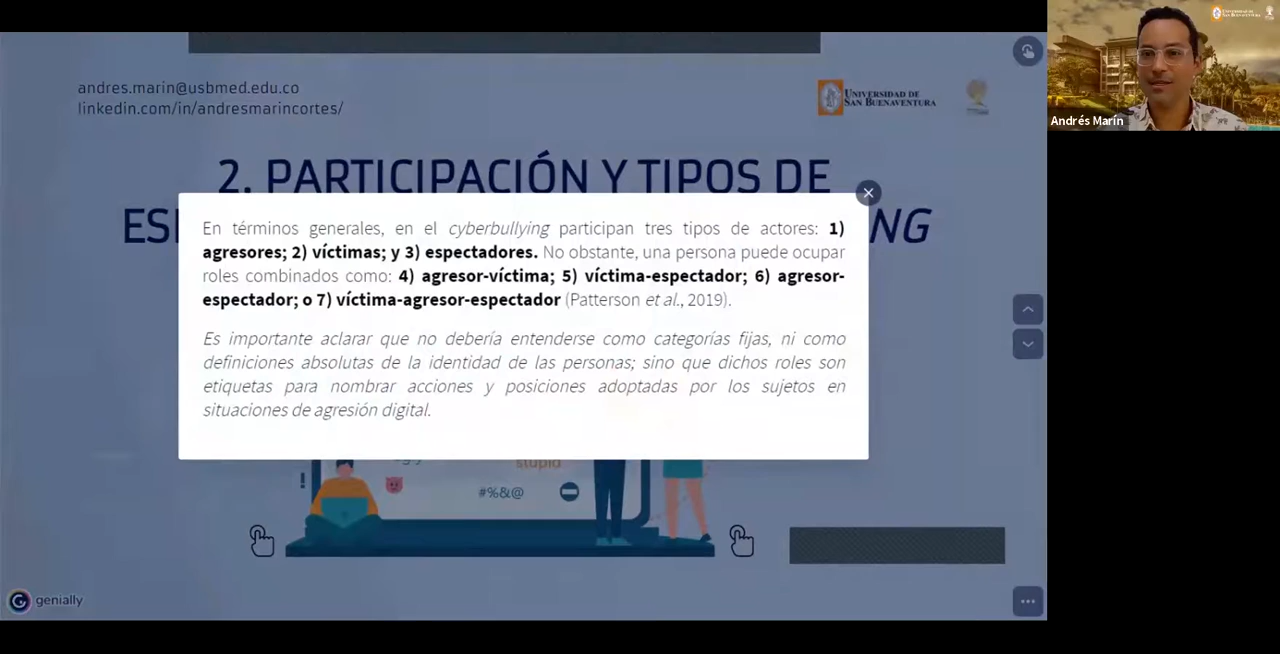 andres.marin@usbmed.edu.co
linkedin.com/in/andresmarincortes/
UNIVERSIDAD DE
SAN BUENAVENTURA
2. PARTICIPACIÓN Y TIPOS DE
NG
En términos generales, en el cyberbullying participan tres tipos de actores: 1)
agresores; 2) víctimas; y 3) espectadores. No obstante, una persona puede ocupar
roles combinados como: 4) agresor-víctima; 5) víctima-espectador; 6) agresor-
espectador; o 7) víctima-agresor-espectador (Patterson et al., 2019).
Es importante aclarar que no debería entenderse como categorías fijas, ni como
definiciones absolutas de la identidad de las personas; sino que dichos roles son
etiquetas para nombrar acciones y posiciones adoptadas por los sujetos en
situaciones de agresión digital.
stupid
#%&@
genially
UNIVERSIDAD DE
SAN BUENAVENTURA
Andrés Marín